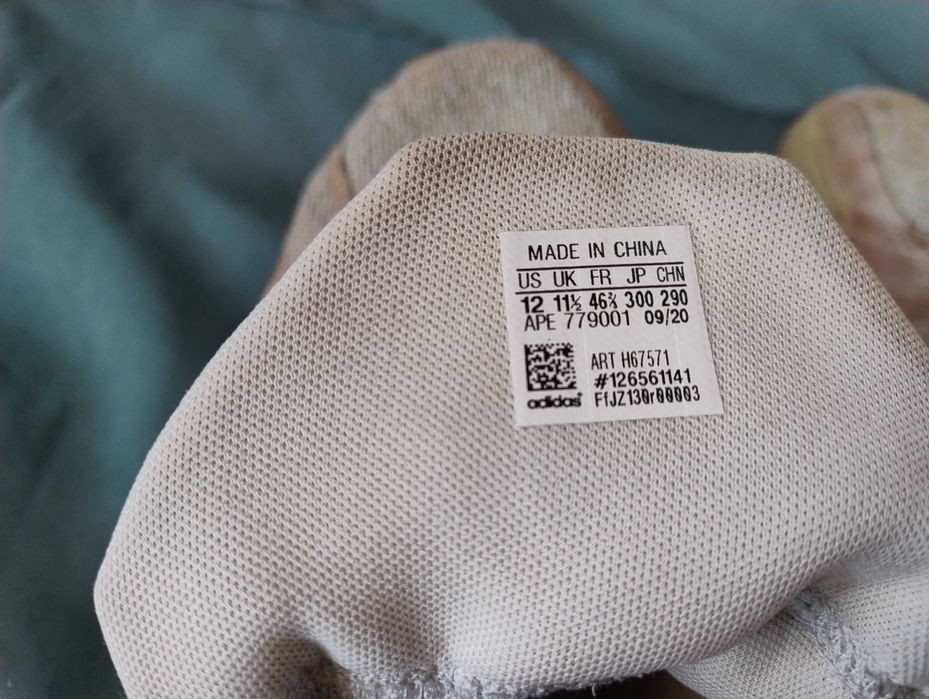 MADE IN CHINA
US UK FR JP CHN
12 11½ 46⅔ 300 290
APE 779001 09/20
ART H67571
#126561141
adidas FfJZ130r00003